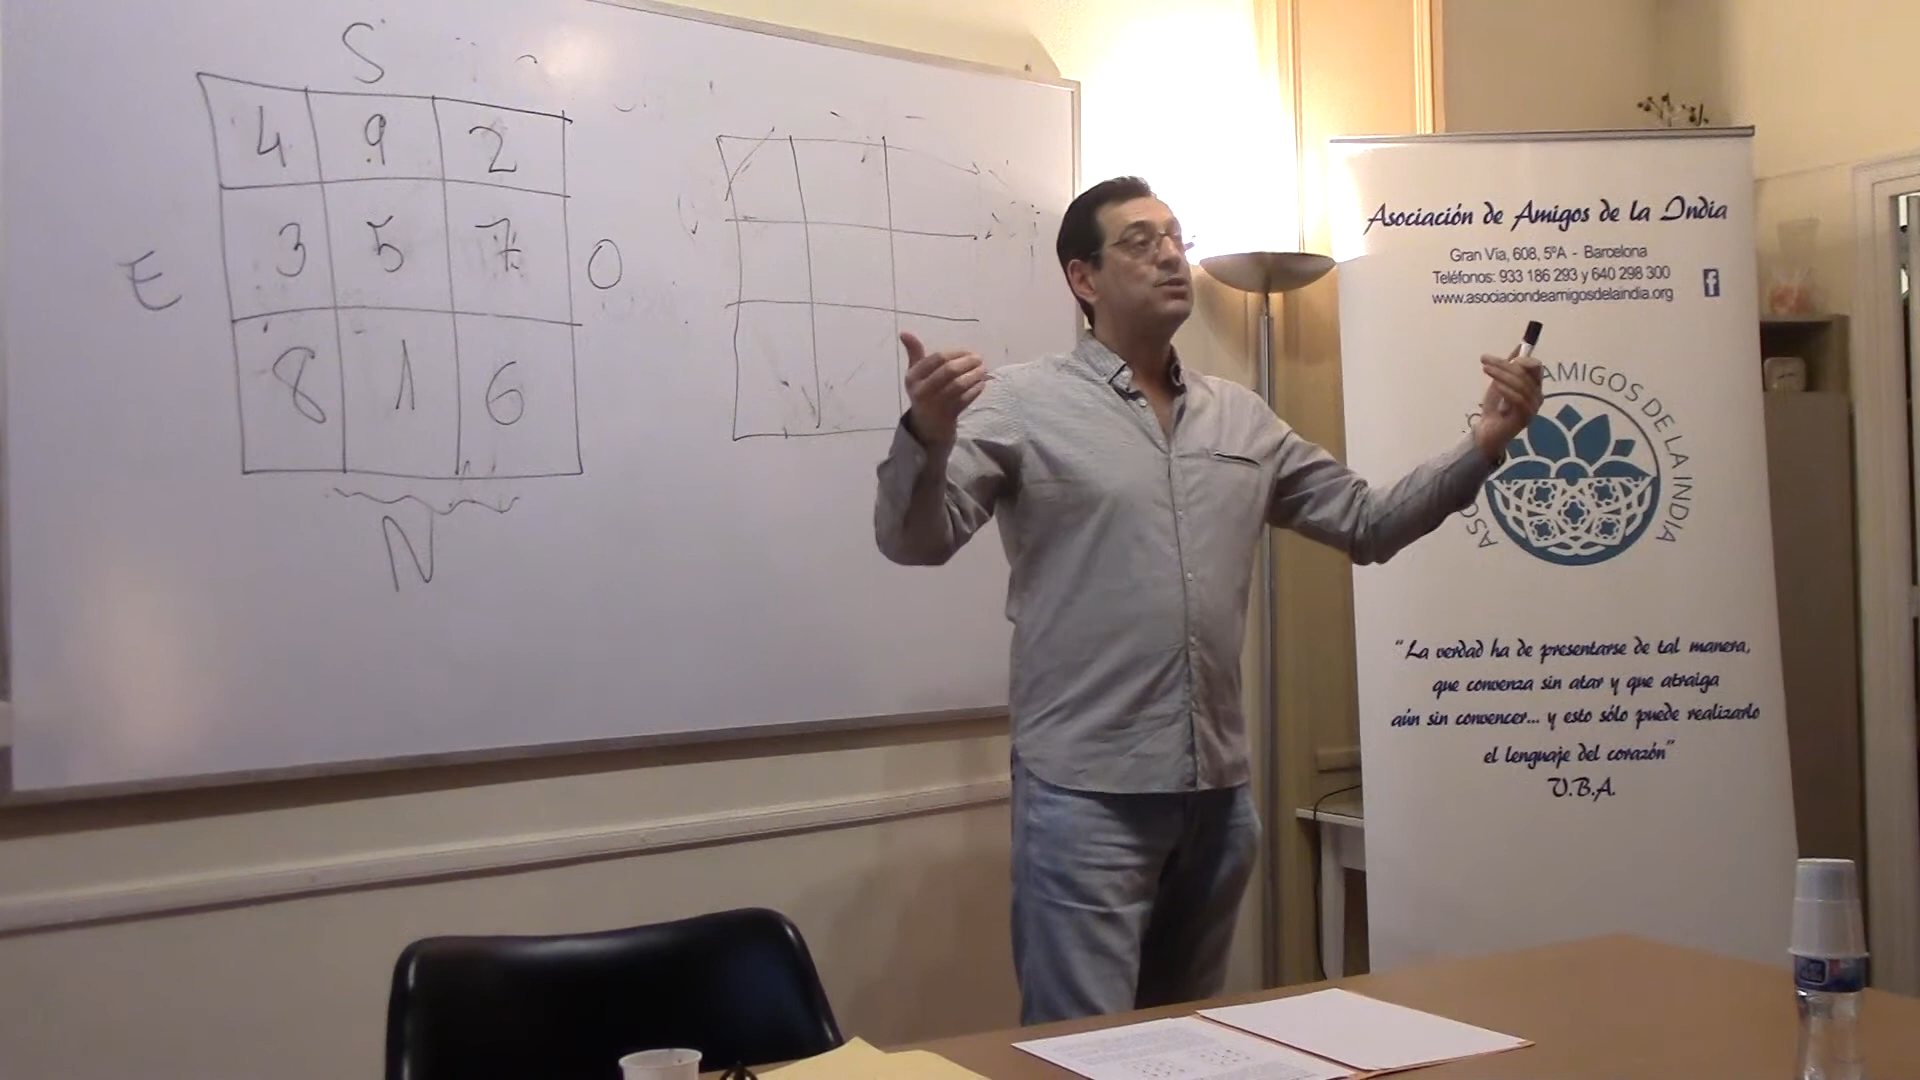 S
4 9 2
E 3 5 7 O
8 1 6
N
Asociación de Amigos de la India
Gran Vía, 608, 5ºA - Barcelona
Teléfonos: 933 186 293 y 640 298 300
www.asociaciondeamigosdelaindia.org
f
AMIGOS DE LA INDIA
"La verdad ha de presentarse de tal manera,
que convenza sin atar y que atraiga
aún sin convencer... y esto sólo puede realizarlo
el lenguaje del corazón"
V.B.A.